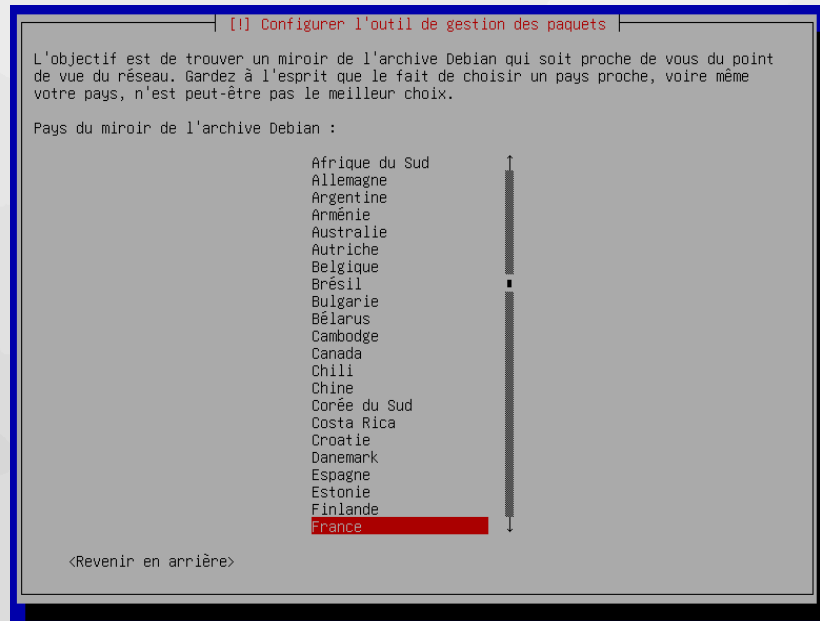 [!] Configurer l'outil de gestion des paquets
L'objectif est de trouver un miroir de l'archive Debian qui soit proche de vous du point
de vue du réseau. Gardez à l'esprit que le fait de choisir un pays proche, voire même
votre pays, n'est peut-être pas le meilleur choix.
Pays du miroir de l'archive Debian :
Afrique du Sud
Allemagne
Argentine
Arménie
Australie
Autriche
Belgique
Brésil
Bulgarie
Bélarus
Cambodge
Canada
Chili
Chine
Corée du Sud
Costa Rica
Croatie
Danemark
Espagne
Estonie
Finlande
France
<Revenir en arrière>